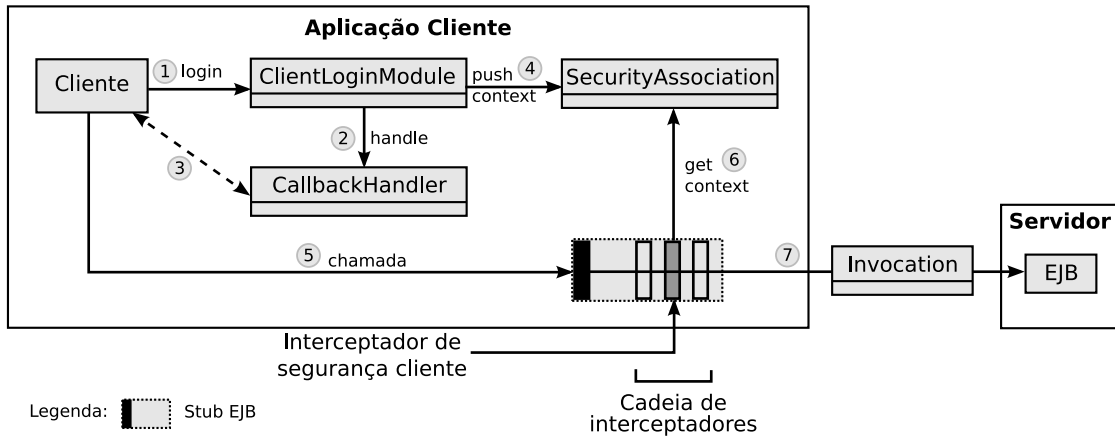 Aplicação Cliente
Cliente
1 login
ClientLoginModule
push 4
context
SecurityAssociation
2 handle
3
CallbackHandler
get 6
context
5 chamada
7
Invocation
Servidor
EJB
Interceptador de
segurança cliente
Cadeia de
interceptadores
Legenda:
Stub EJB